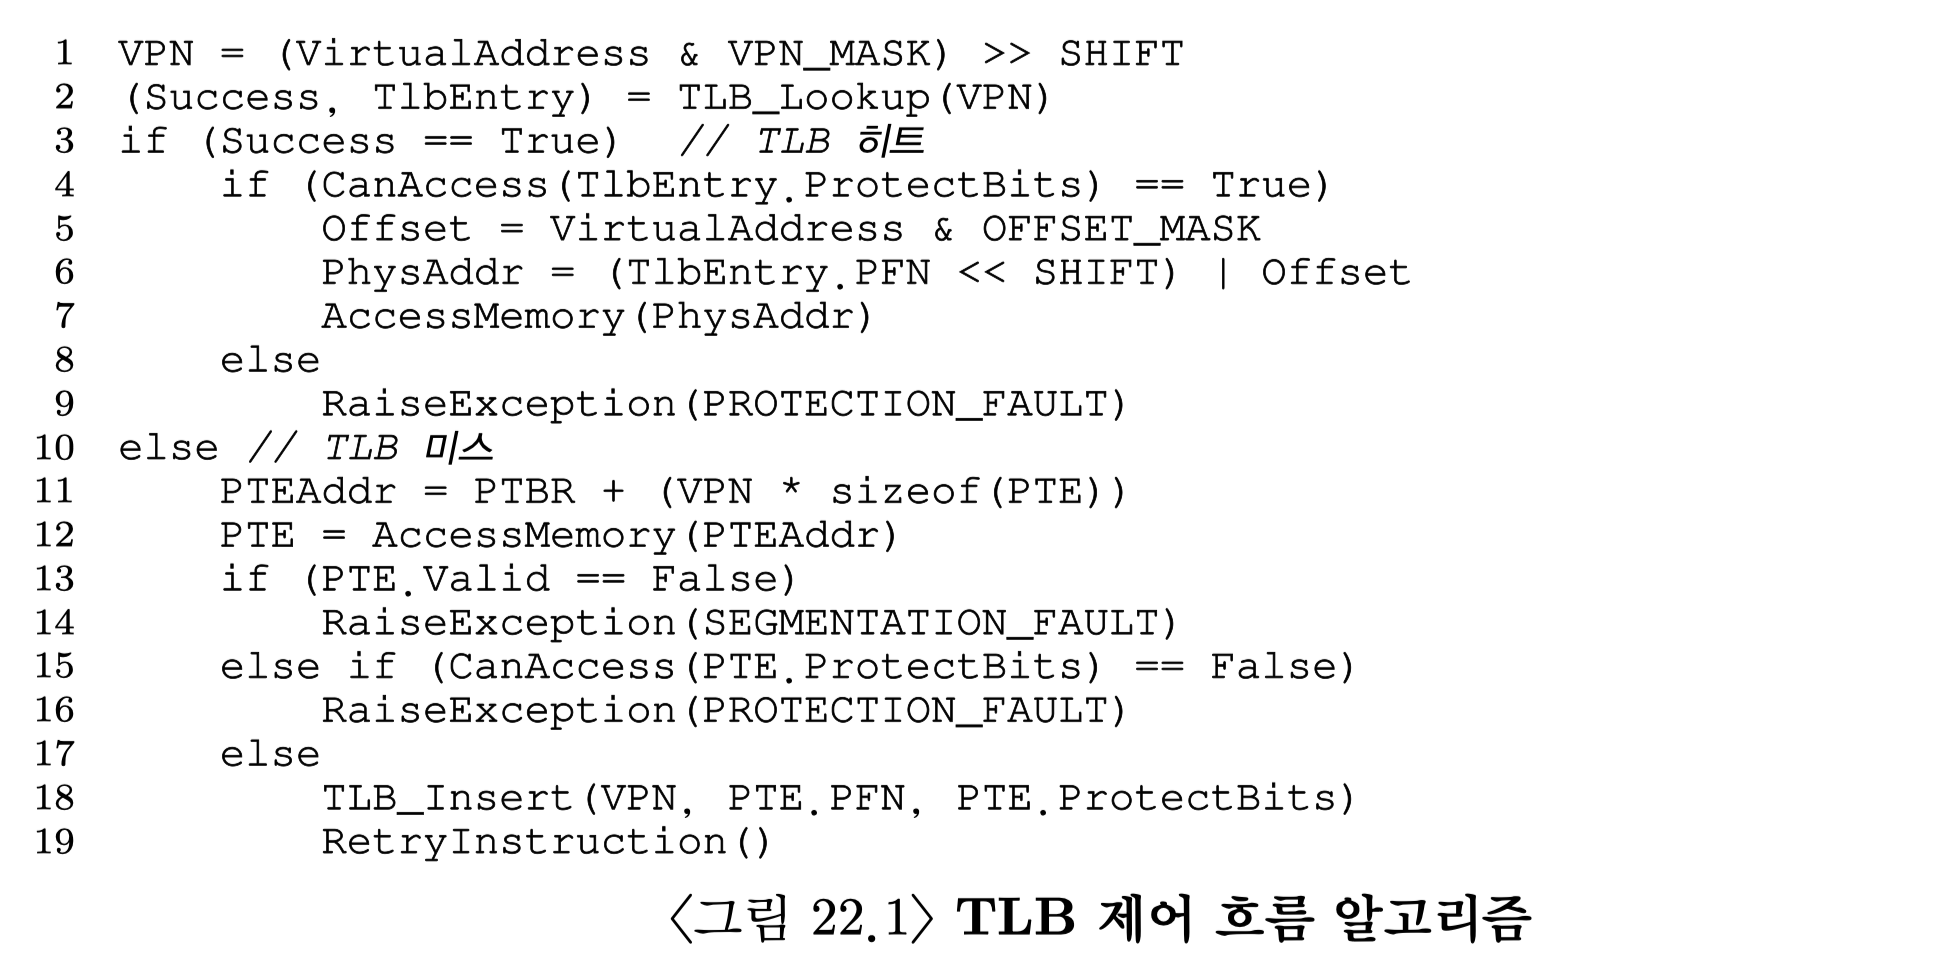 1 VPN = (VirtualAddress & VPN_MASK) >> SHIFT
2 (Success, TlbEntry) = TLB_Lookup(VPN)
3 if (Success == True) // TLB 히트
4 if (CanAccess(TlbEntry.ProtectBits) == True)
5 Offset = VirtualAddress & OFFSET_MASK
6 PhysAddr = (TlbEntry.PFN << SHIFT) | Offset
7 AccessMemory(PhysAddr)
8 else
9 RaiseException(PROTECTION_FAULT)
10 else // TLB 미스
11 PTEAddr = PTBR + (VPN * sizeof(PTE))
12 PTE = AccessMemory(PTEAddr)
13 if (PTE.Valid == False)
14 RaiseException(SEGMENTATION_FAULT)
15 else if (CanAccess(PTE.ProtectBits) == False)
16 RaiseException(PROTECTION_FAULT)
17 else
18 TLB_Insert(VPN, PTE.PFN, PTE.ProtectBits)
19 RetryInstruction()
〈그림 22.1〉 TLB 제어 흐름 알고리즘